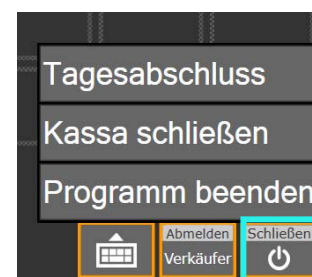 Tagesabschluss
Kassa schließen
Programm beenden
Abmelden
Verkäufer
Schließen